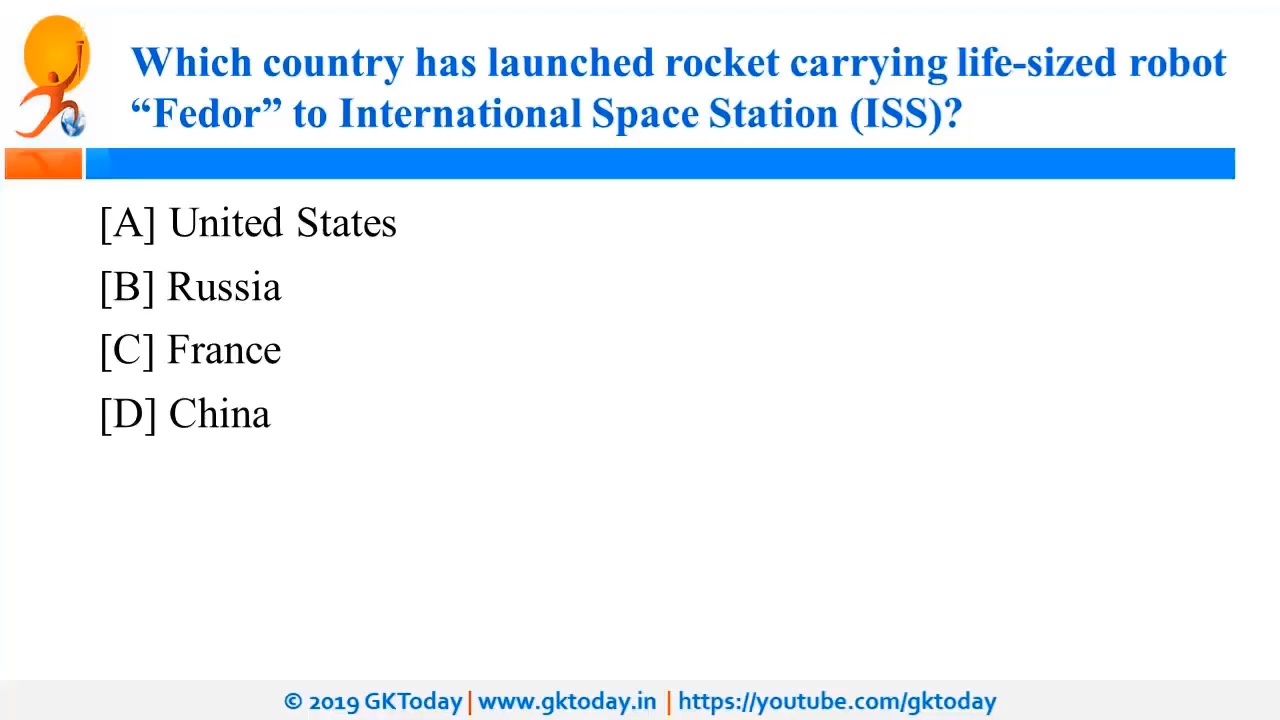 Which country has launched rocket carrying life-sized robot
“Fedor” to International Space Station (ISS)?
[A] United States
[B] Russia
[C] France
[D] China
© 2019 GKToday | www.gktoday.in | https://youtube.com/gktoday